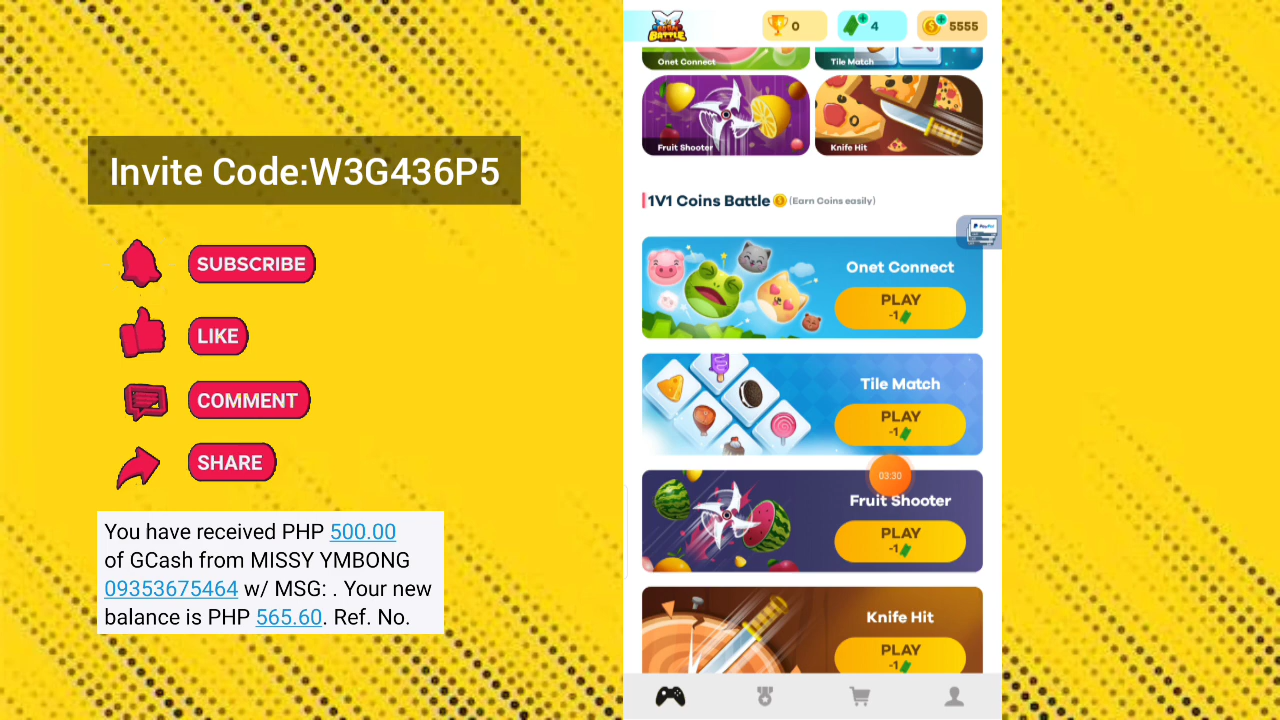 Invite Code:W3G436P5
SUBSCRIBE
LIKE
COMMENT
SHARE
You have received PHP 500.00
of GCash from MISSY YMBONG
09353675464 w/ MSG: . Your new
balance is PHP 565.60. Ref. No.
BATTLE
0
4
5555
Onet Connect
Tile Match
Fruit Shooter
Knife Hit
1V1 Coins Battle (Earn Coins easily)
PayPal
Onet Connect
PLAY
-1
Tile Match
PLAY
-1
03:30
Fruit Shooter
PLAY
-1
Knife Hit
PLAY
-1